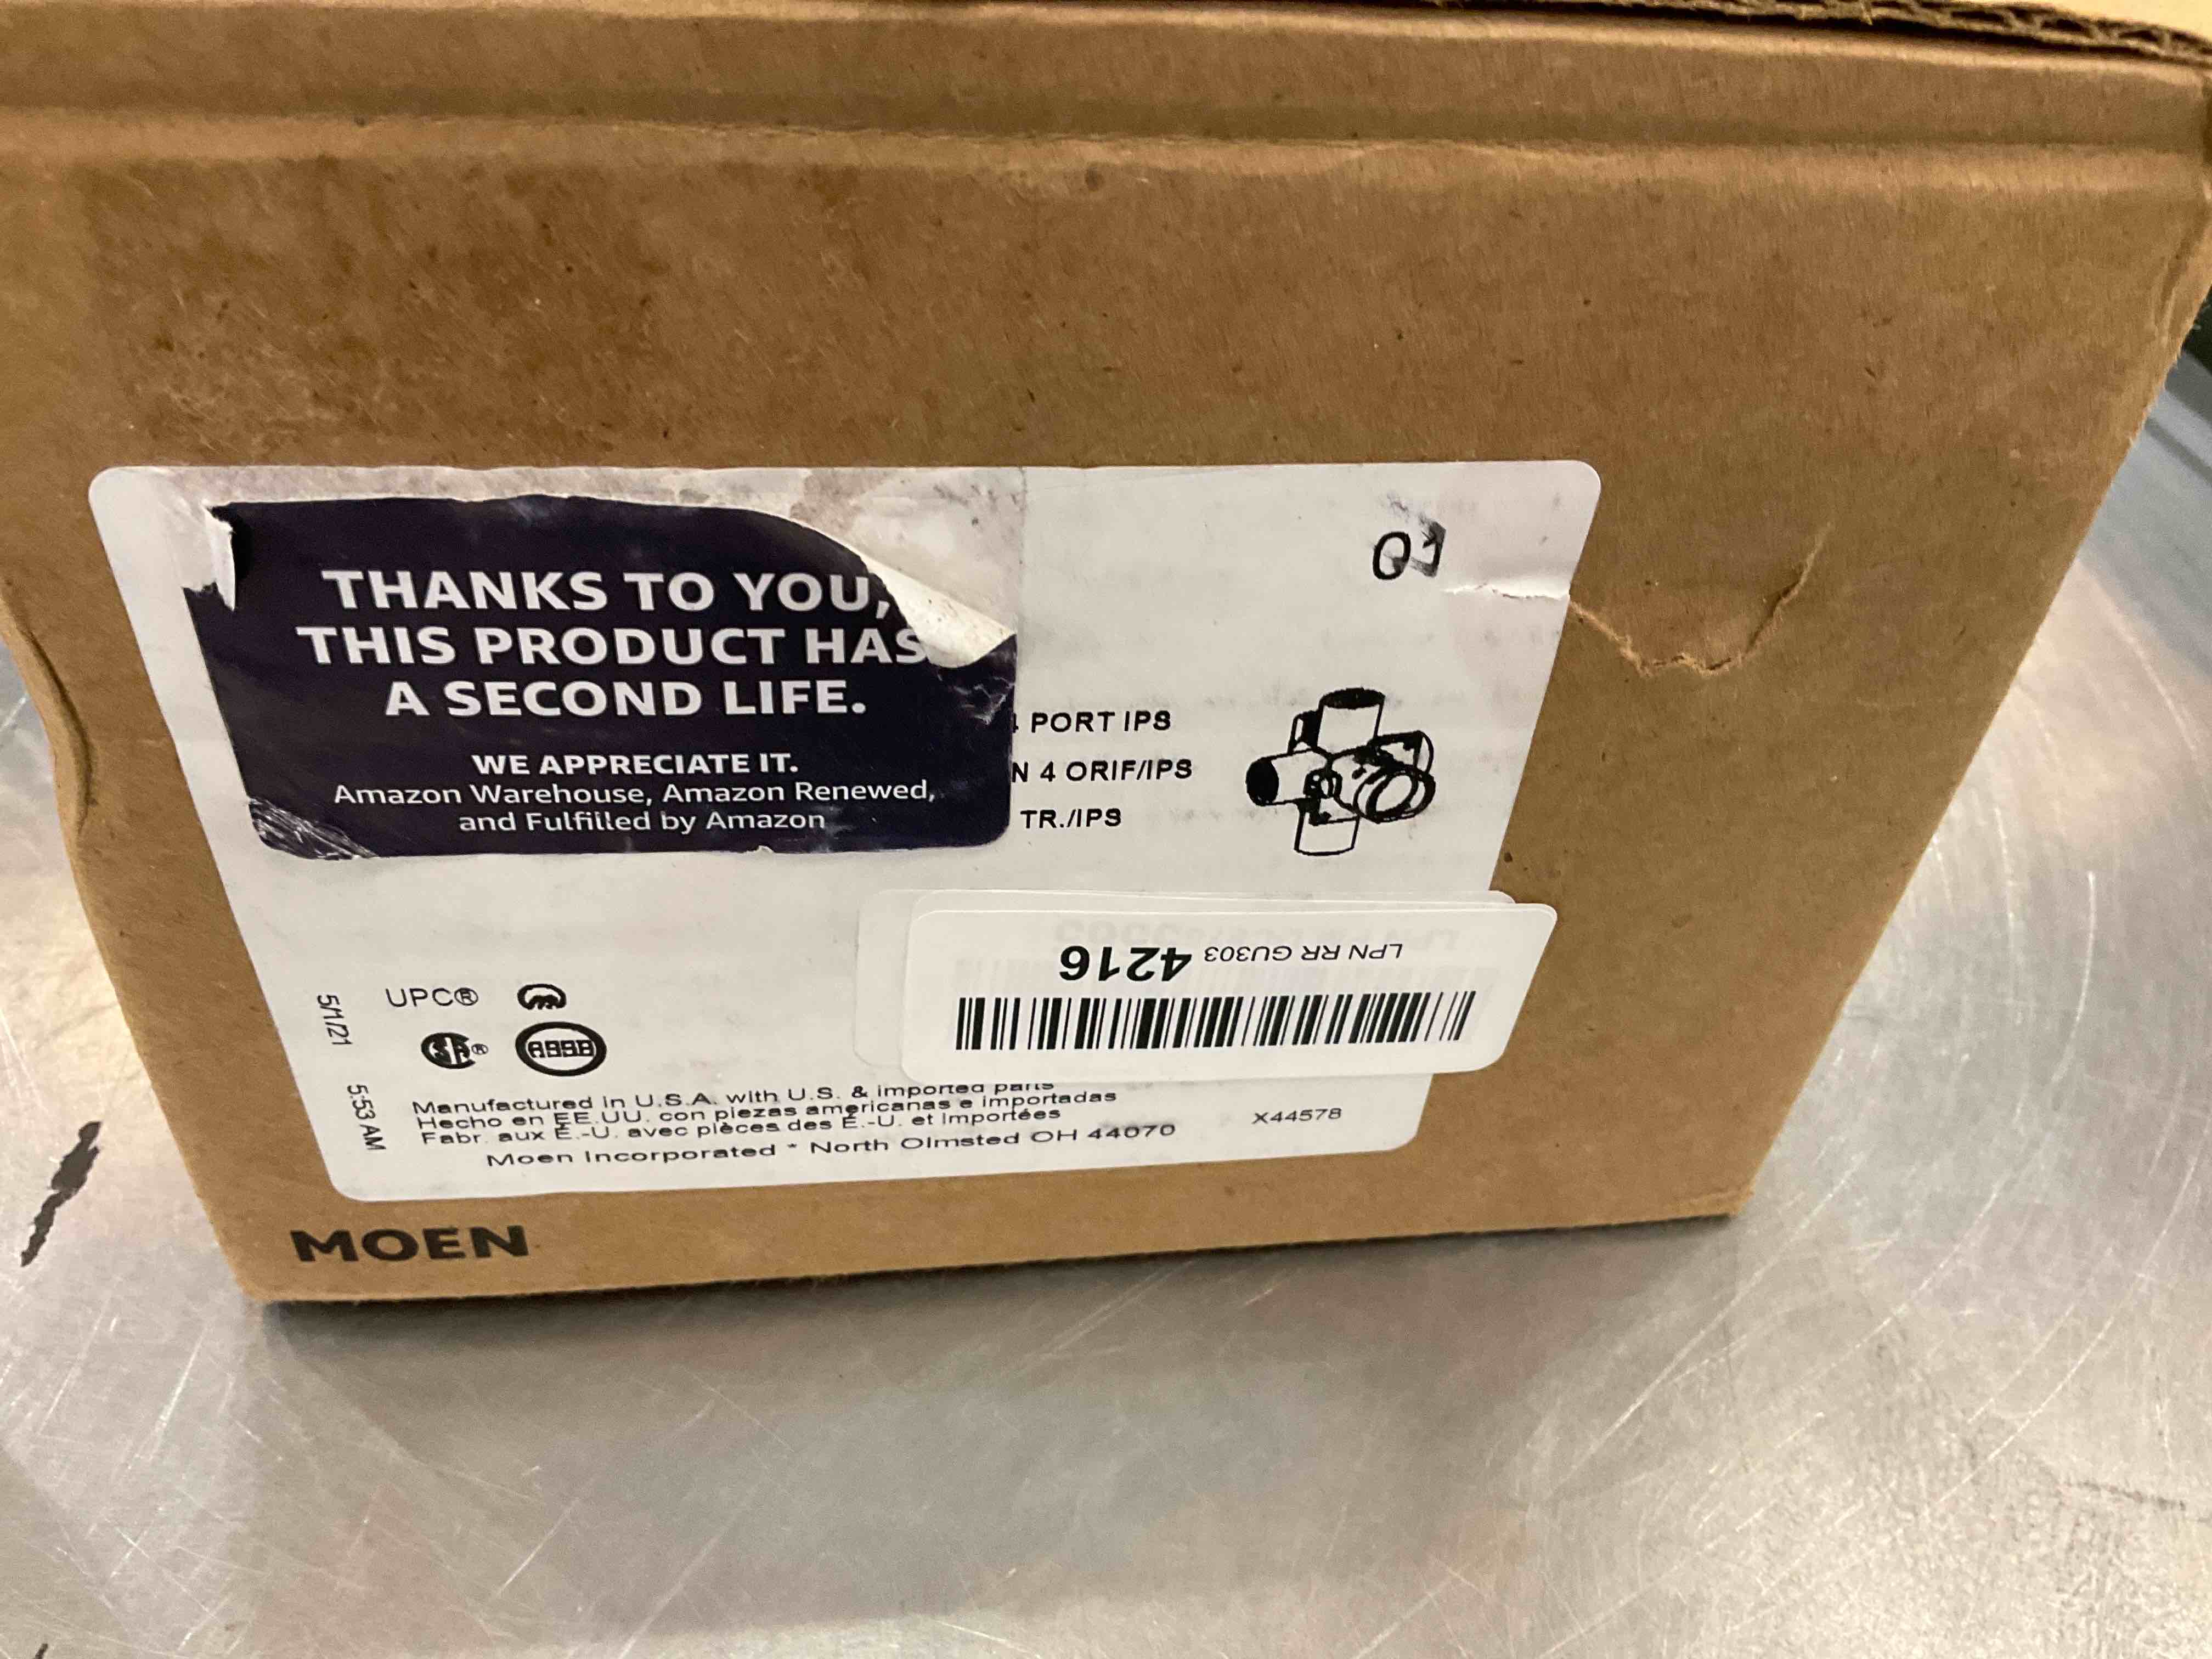 THANKS TO YOU,
THIS PRODUCT HAS
A SECOND LIFE.
WE APPRECIATE IT.
Amazon Warehouse, Amazon Renewed,
and Fulfilled by Amazon
PORT IPS
N 4 ORIF/IPS
TR./IPS
LPN RR GU303 4216
5/1/21 5:53 AM
UPC®
Manufactured in U.S.A. with U.S. & imported parts
Hecho en EE.UU. con piezas americanas e importadas
Fabr. aux É.-U. avec pièces des É.-U. et importées
Moen Incorporated * North Olmsted OH 44070
X44578
MOEN